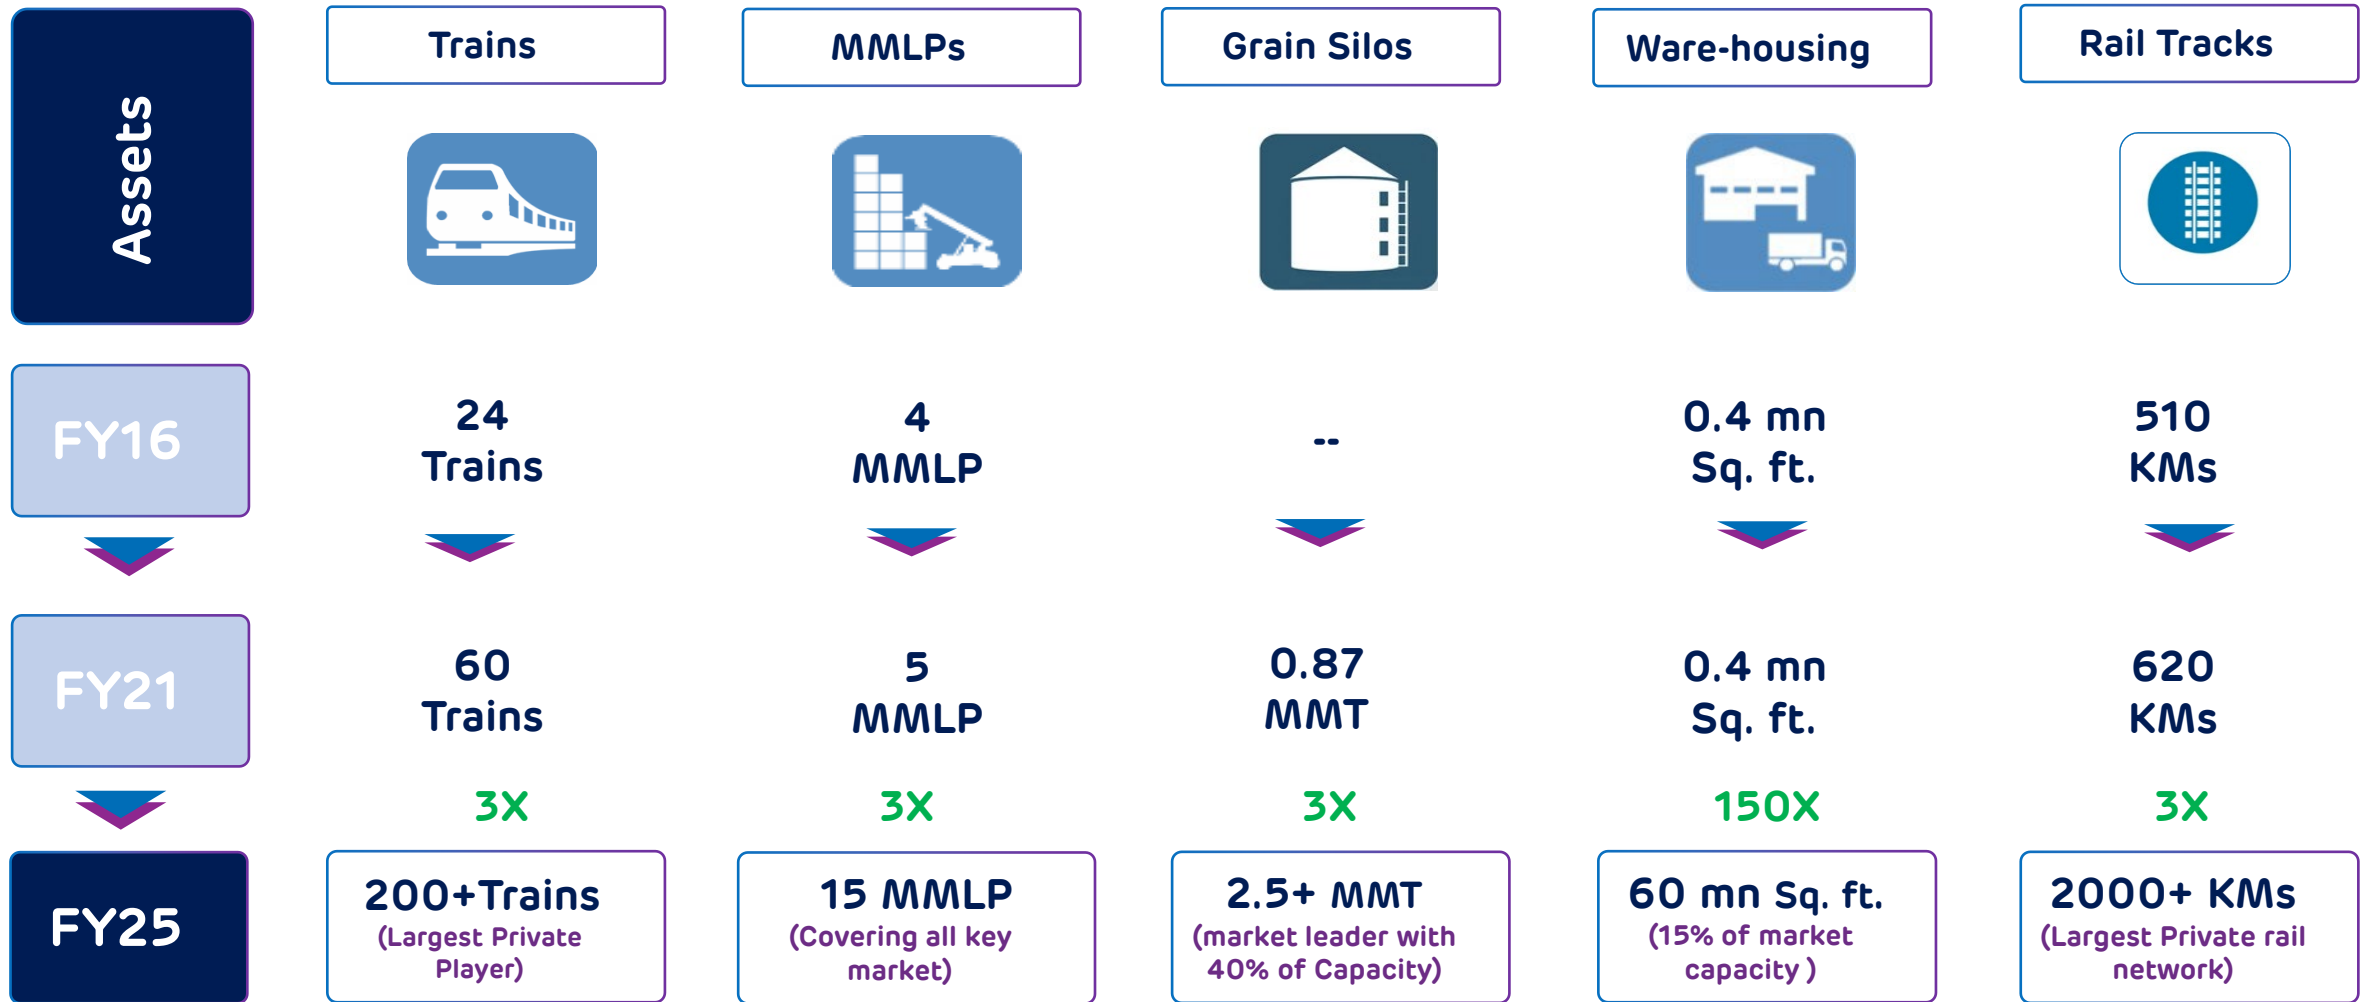 Assets
Trains
MMLPs
Grain Silos
Ware-housing
Rail Tracks
FY16
24
Trains
4
MMLP
--
0.4 mn
Sq. ft.
510
KMs
FY21
60
Trains
5
MMLP
0.87
MMT
0.4 mn
Sq. ft.
620
KMs
3X
3X
3X
150X
3X
FY25
200+Trains
(Largest Private
Player)
15 MMLP
(Covering all key
market)
2.5+ MMT
(market leader with
40% of Capacity)
60 mn Sq. ft.
(15% of market
capacity )
2000+ KMs
(Largest Private rail
network)